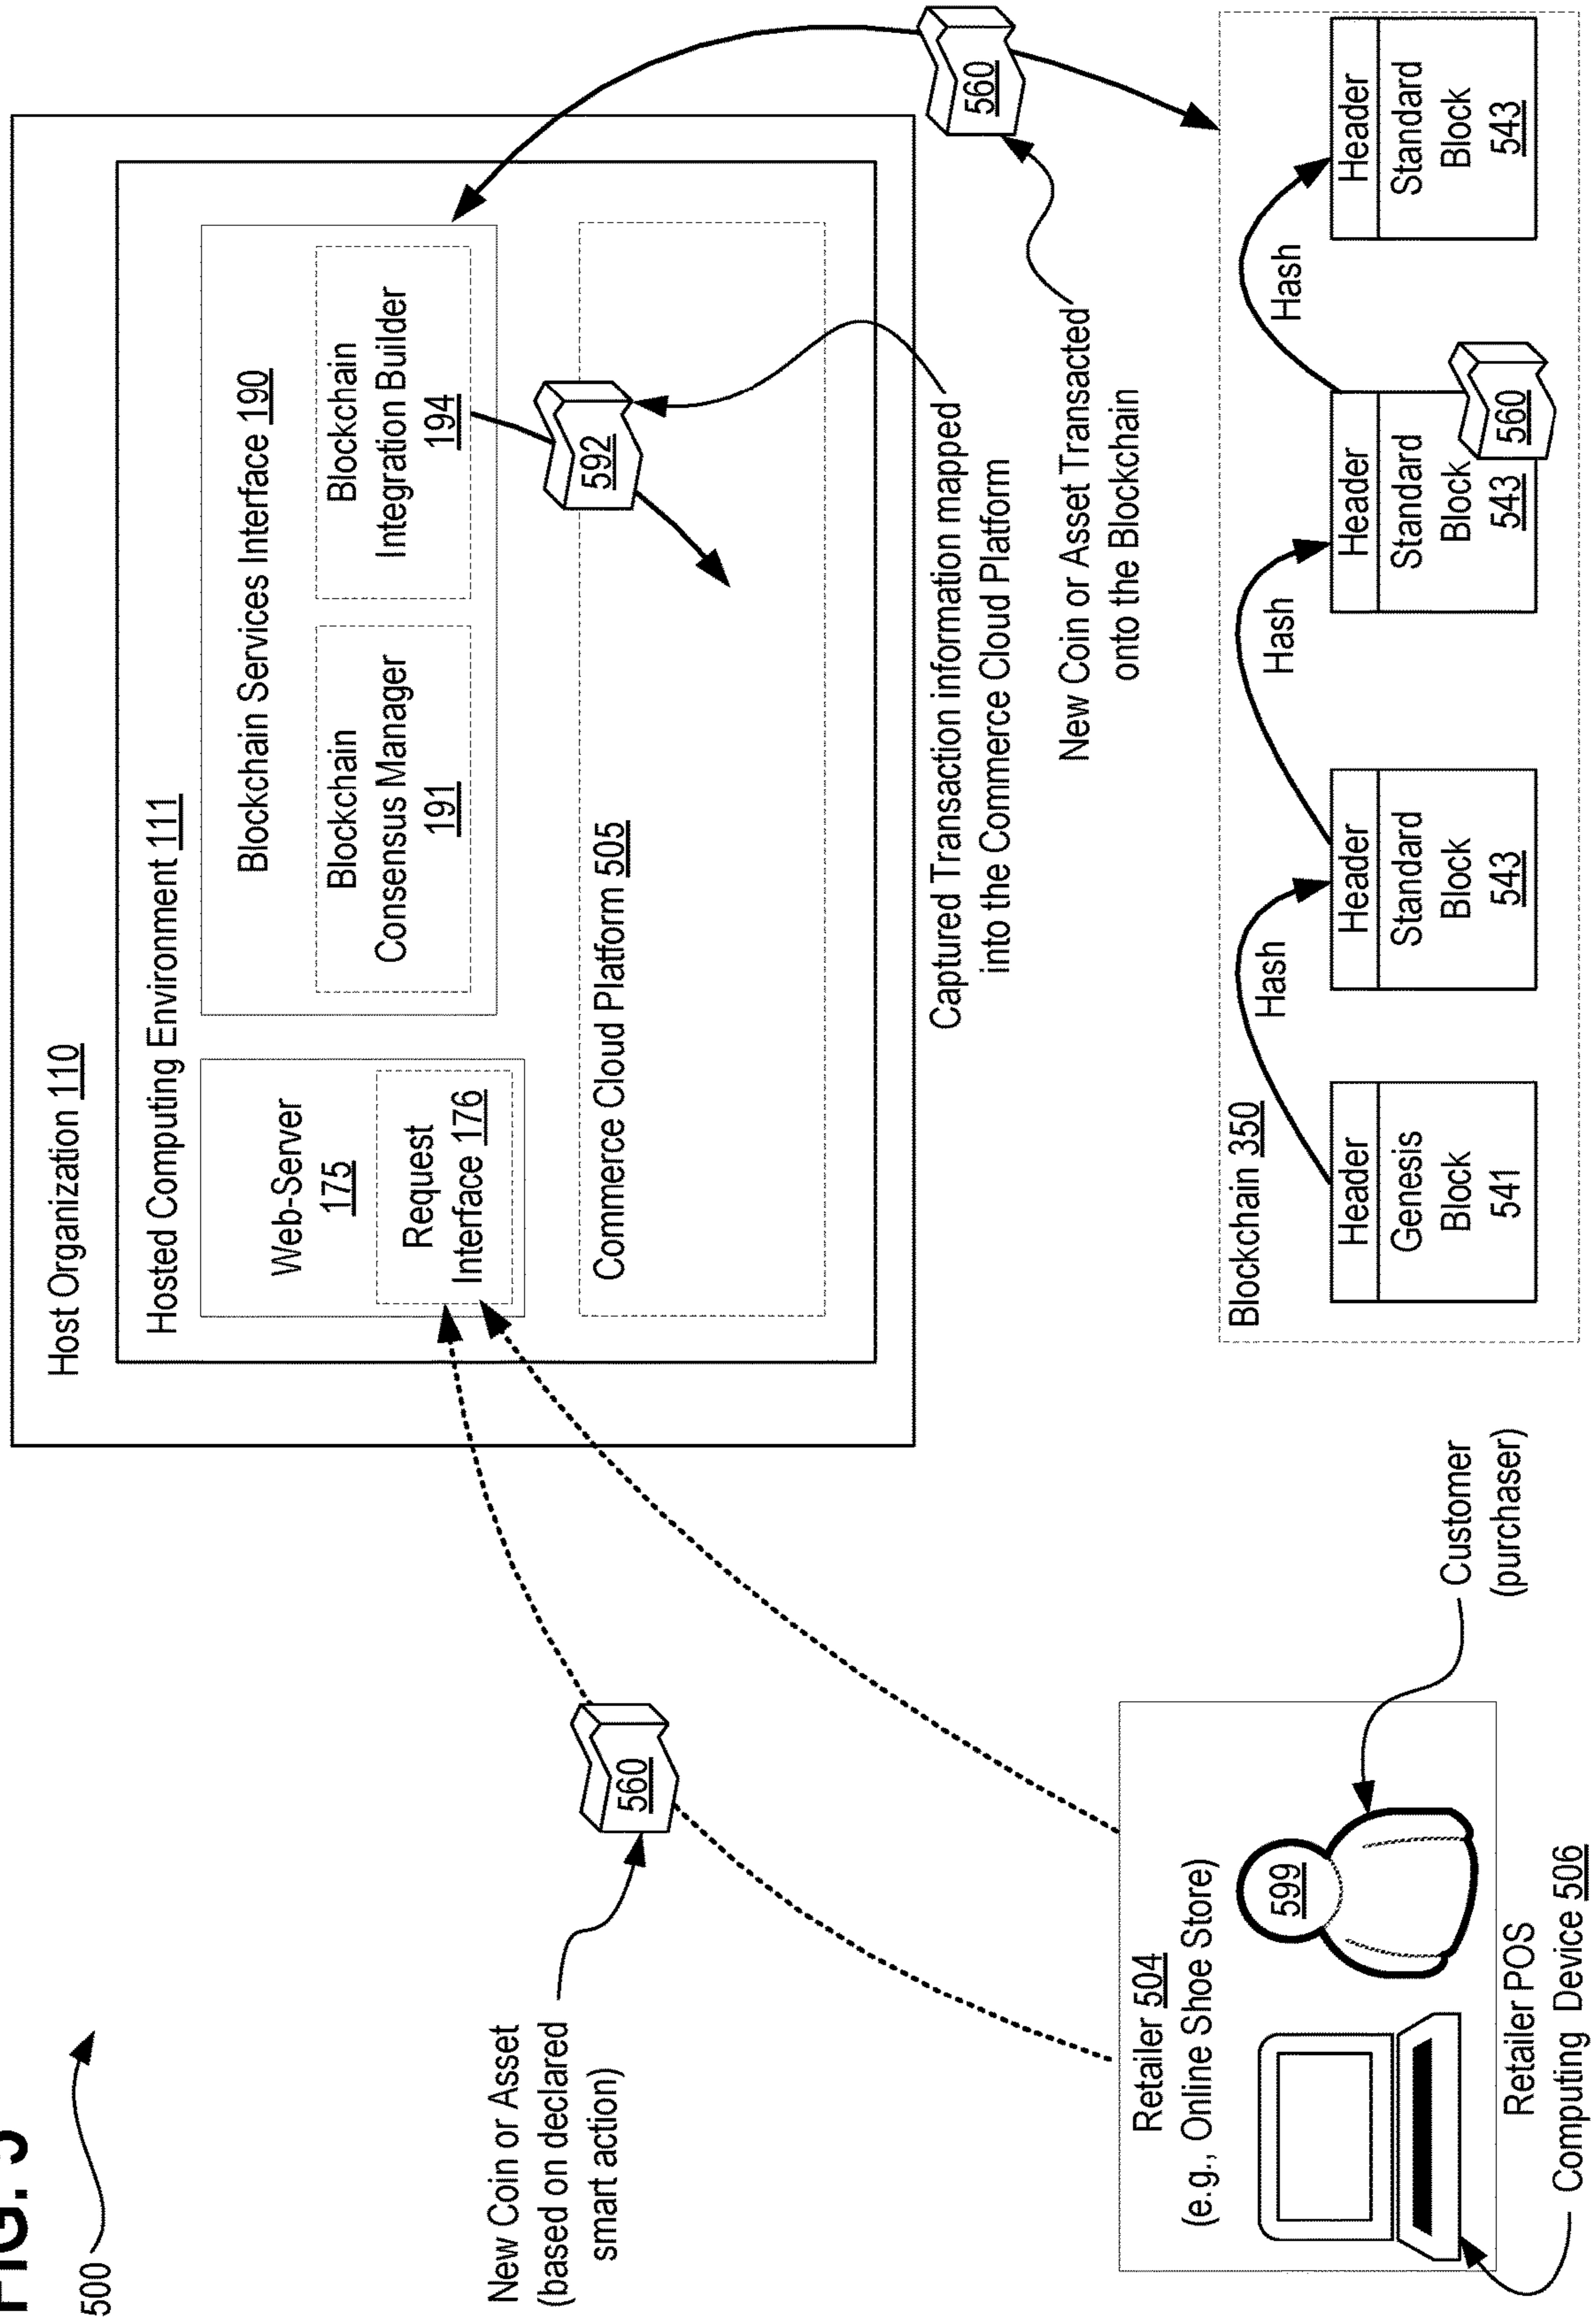 FIG. 5
500
Host Organization 110
Hosted Computing Environment 111
Web-Server
175
Request
Interface 176
Blockchain Services Interface 190
Blockchain
Consensus Manager
191
Blockchain
Integration Builder
194
592
Commerce Cloud Platform 505
Captured Transaction information mapped
into the Commerce Cloud Platform
560
New Coin or Asset Transacted
onto the Blockchain
New Coin or Asset
(based on declared
smart action)
560
Retailer 504
(e.g., Online Shoe Store)
599
Customer
(purchaser)
Retailer POS
Computing Device 506
Blockchain 350
Hash
Hash
Hash
Header
Genesis
Block
541
Header
Standard
Block
543
Header
Standard
Block
543
560
Header
Standard
Block
543